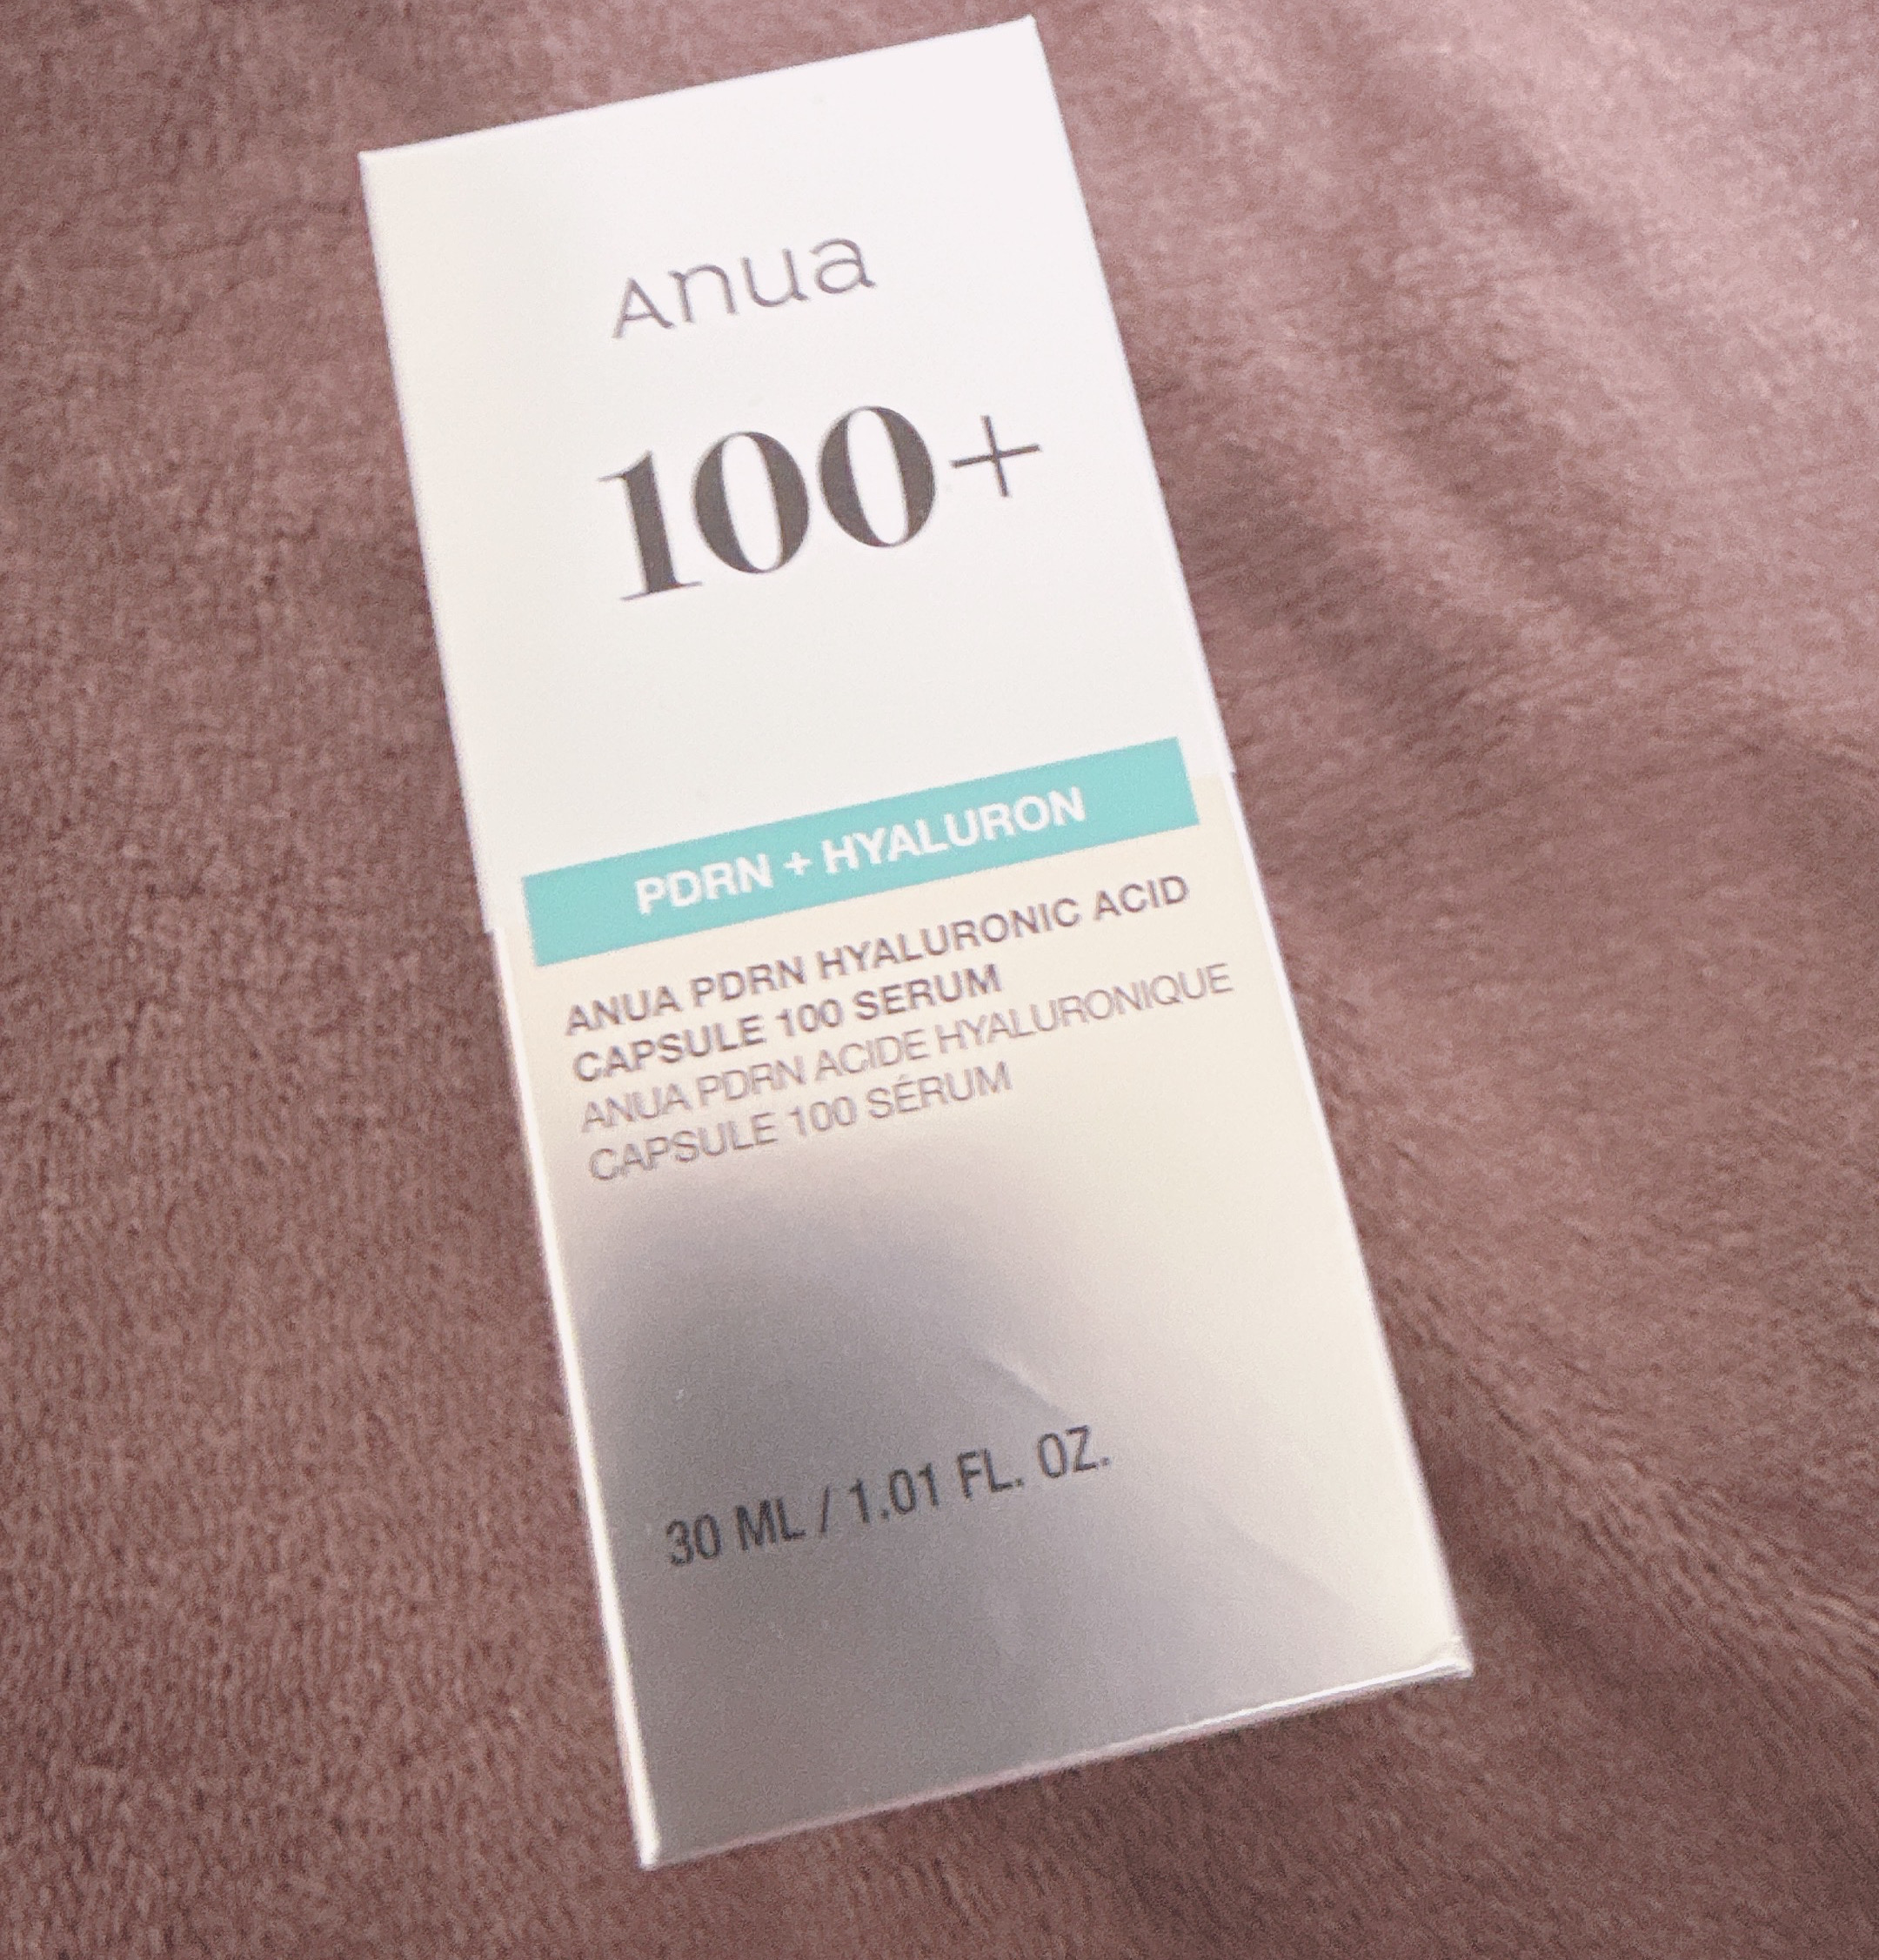 Anua
100+
PDRN + HYALURON
ANUA PDRN HYALURONIC ACID
CAPSULE 100 SERUM
ANUA PDRN ACIDE HYALURONIQUE
CAPSULE 100 SÉRUM
30 ML / 1.01 FL. OZ.